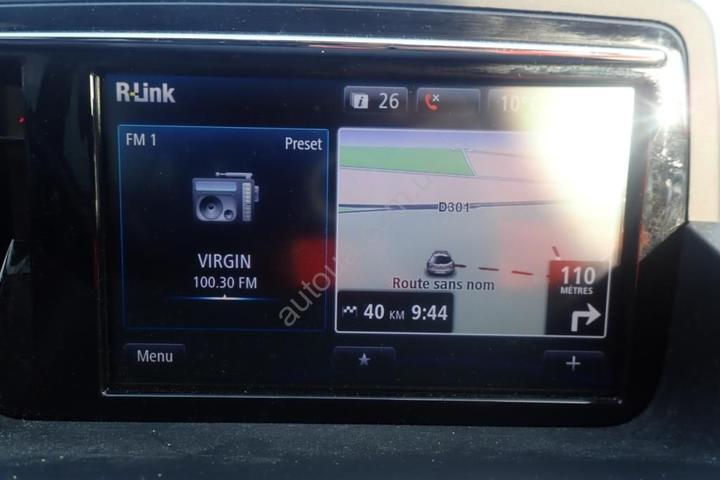 R-Link
26
10°C
FM 1
Preset
VIRGIN
100.30 FM
D301
Route sans nom
110
MÈTRES
40 KM 9:44
Menu